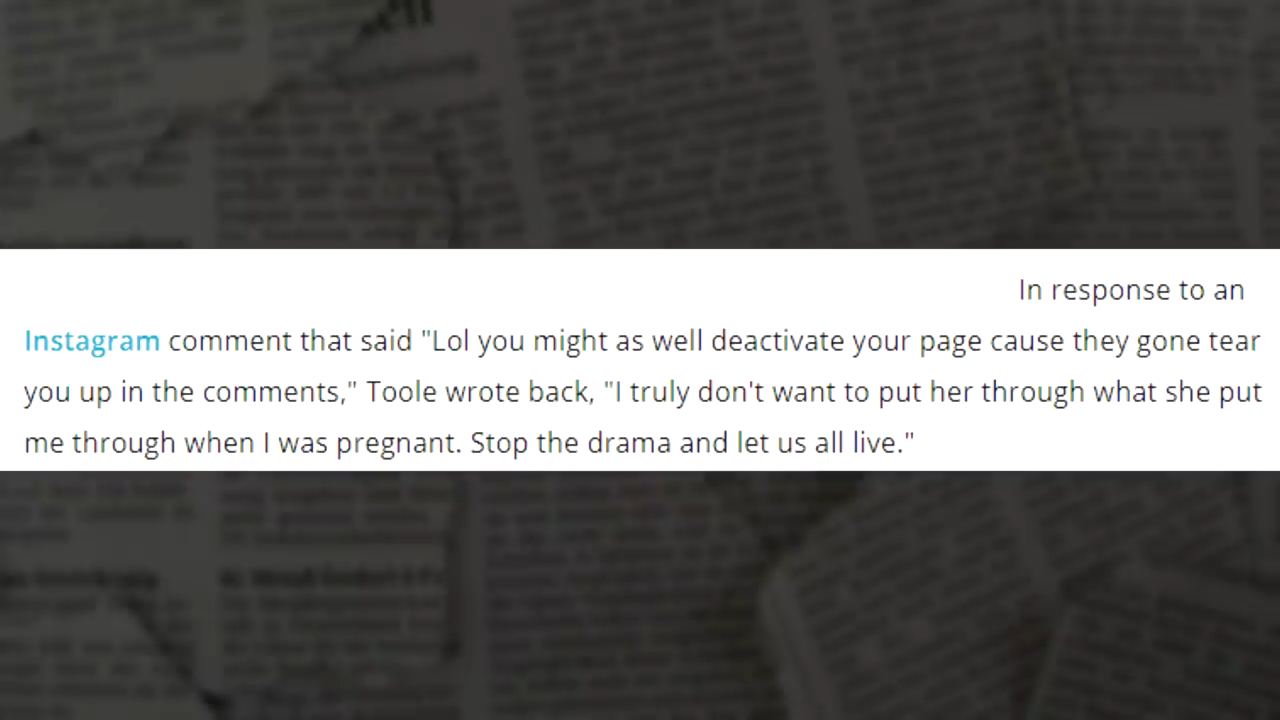 In response to an
Instagram comment that said "Lol you might as well deactivate your page cause they gone tear
you up in the comments," Toole wrote back, "I truly don't want to put her through what she put
me through when I was pregnant. Stop the drama and let us all live."